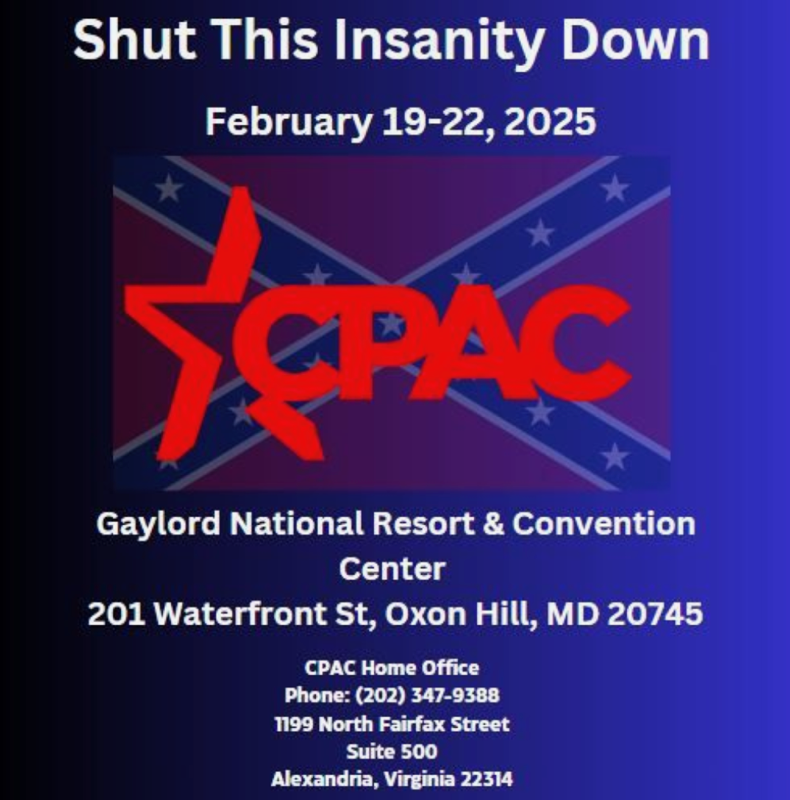 Shut This Insanity Down
February 19-22, 2025
CPAC
Gaylord National Resort & Convention
Center
201 Waterfront St, Oxon Hill, MD 20745
CPAC Home Office
Phone: (202) 347-9388
1199 North Fairfax Street
Suite 500
Alexandria, Virginia 22314